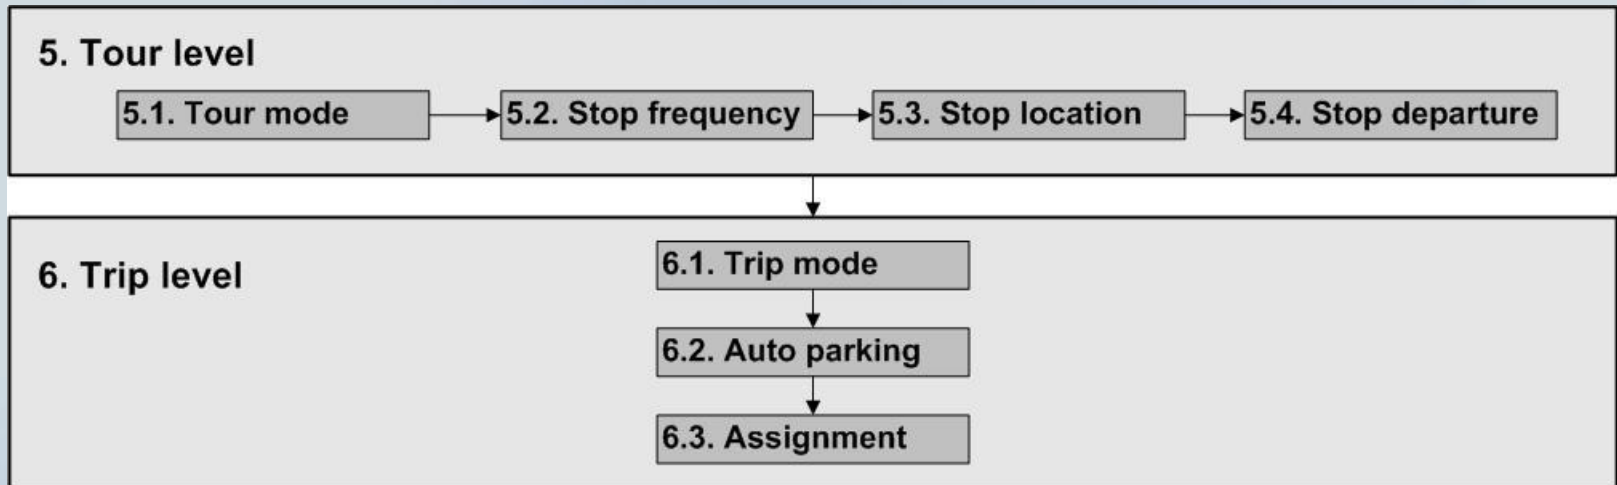 5. Tour level
5.1. Tour mode
5.2. Stop frequency
5.3. Stop location
5.4. Stop departure
6. Trip level
6.1. Trip mode
6.2. Auto parking
6.3. Assignment